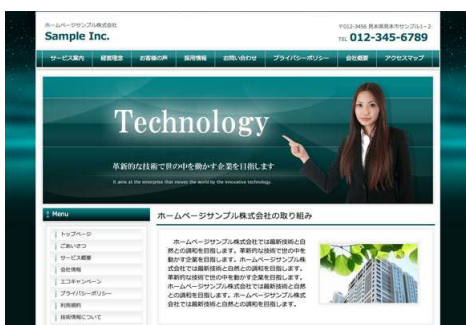 ホームページサンプル株式会社
Sample Inc.
〒012-3456 見本県見本市サンプル1-2
TEL 012-345-6789
サービス案内 経営理念 お客様の声 採用情報 お問い合わせ プライバシーポリシー 会社概要 アクセスマップ
Technology
革新的な技術で世の中を動かす企業を目指します
It aims at the enterprise that moves the world by the innovative technology.
Menu
トップページ
ごあいさつ
サービス概要
会社情報
エコキャンペーン
プライバシーポリシー
利用規約
技術情報について
ホームページサンプル株式会社の取り組み
ホームページサンプル株式会社では最新技術と自
然との調和を目指します。革新的な技術で世の中を
動かす企業を目指します。ホームページサンプル株
式会社では最新技術と自然との調和を目指します。
革新的な技術で世の中を動かす企業を目指します。
ホームページサンプル株式会社では最新技術と自然
との調和を目指します。ホームページサンプル株式
会社では最新技術と自然との調和を目指します。